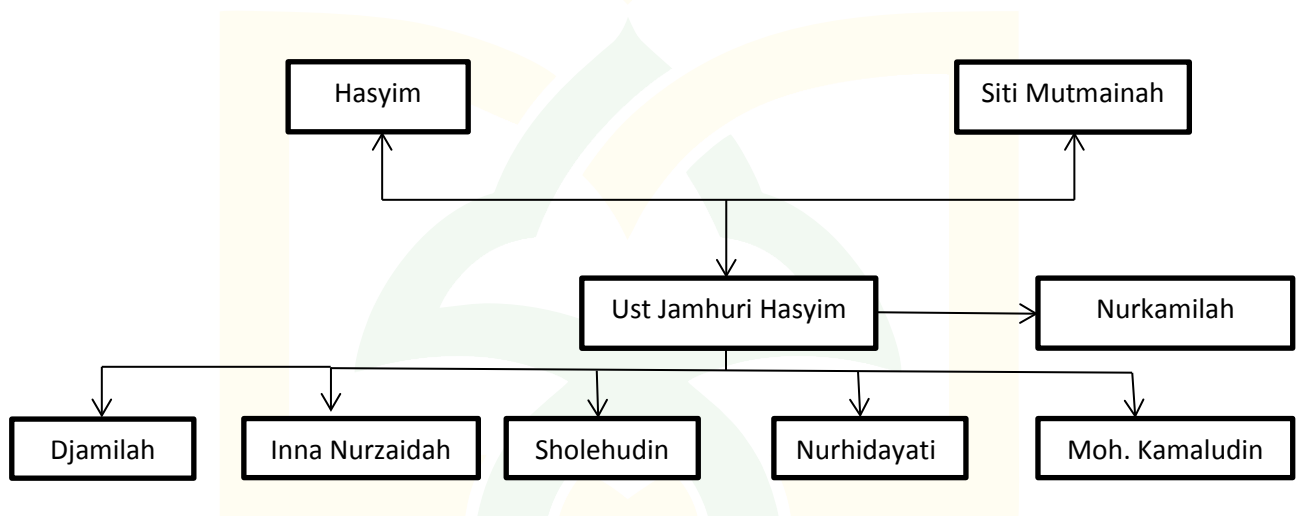 Hasyim
Siti Mutmainah
Ust Jamhuri Hasyim
Nurkamilah
Djamilah
Inna Nurzaidah
Sholehudin
Nurhidayati
Moh. Kamaludin